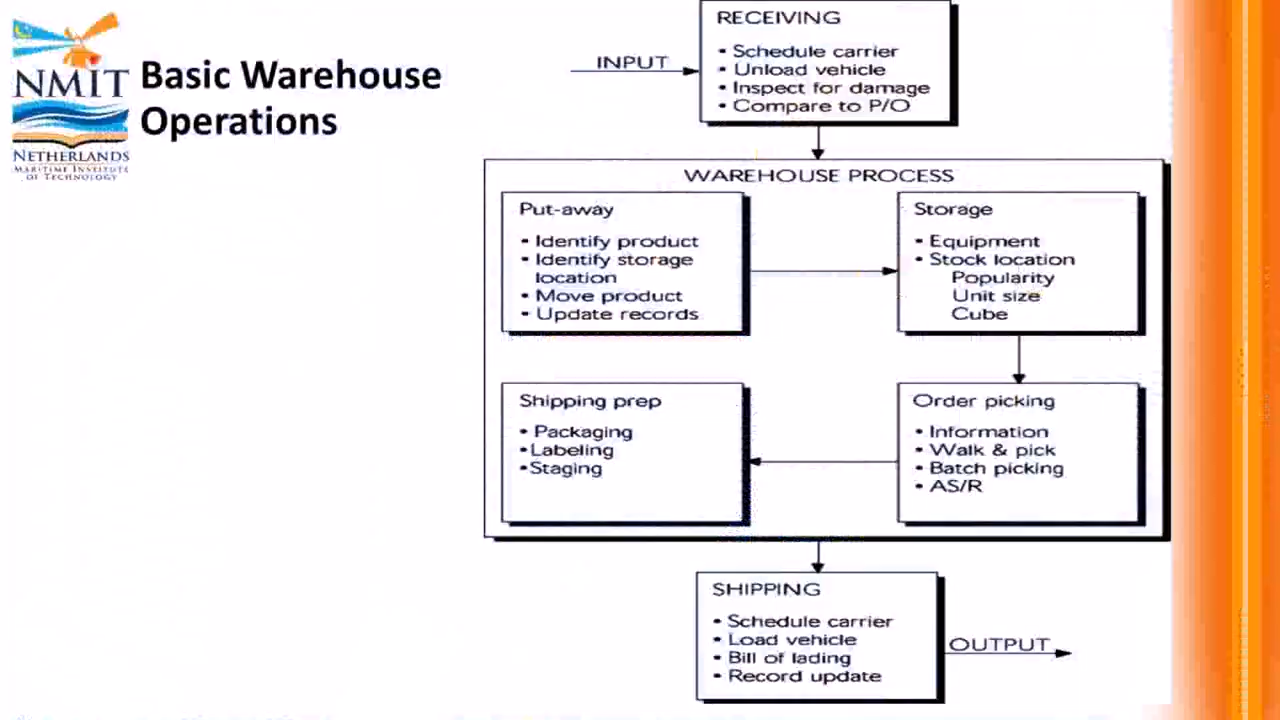 NMIT
NETHERLANDS
MARITIME INSTITUTE
OF TECHNOLOGY
Basic Warehouse
Operations
INPUT
RECEIVING
• Schedule carrier
• Unload vehicle
• Inspect for damage
• Compare to P/O
WAREHOUSE PROCESS
Put-away
• Identify product
• Identify storage
location
• Move product
• Update records
Storage
• Equipment
• Stock location
Popularity
Unit size
Cube
Order picking
• Information
• Walk & pick
• Batch picking
• AS/R
Shipping prep
• Packaging
•Labeling
•Staging
SHIPPING
• Schedule carrier
• Load vehicle
• Bill of lading
• Record update
OUTPUT